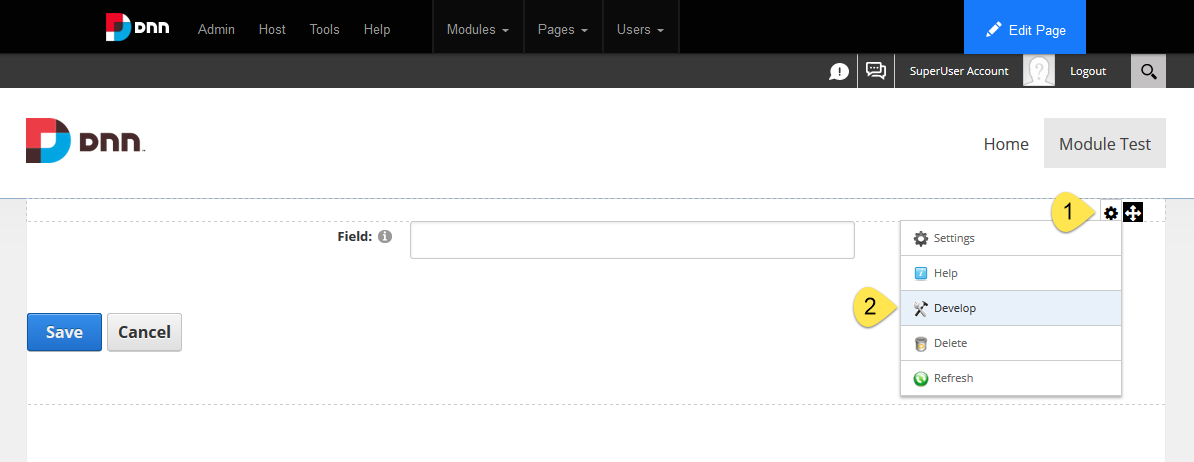 DNN Admin Host Tools Help Modules Pages Users Edit Page
SuperUser Account Logout
DNN Home Module Test
1
Field:
Settings
Help
2 Develop
Save Cancel
Delete
Refresh